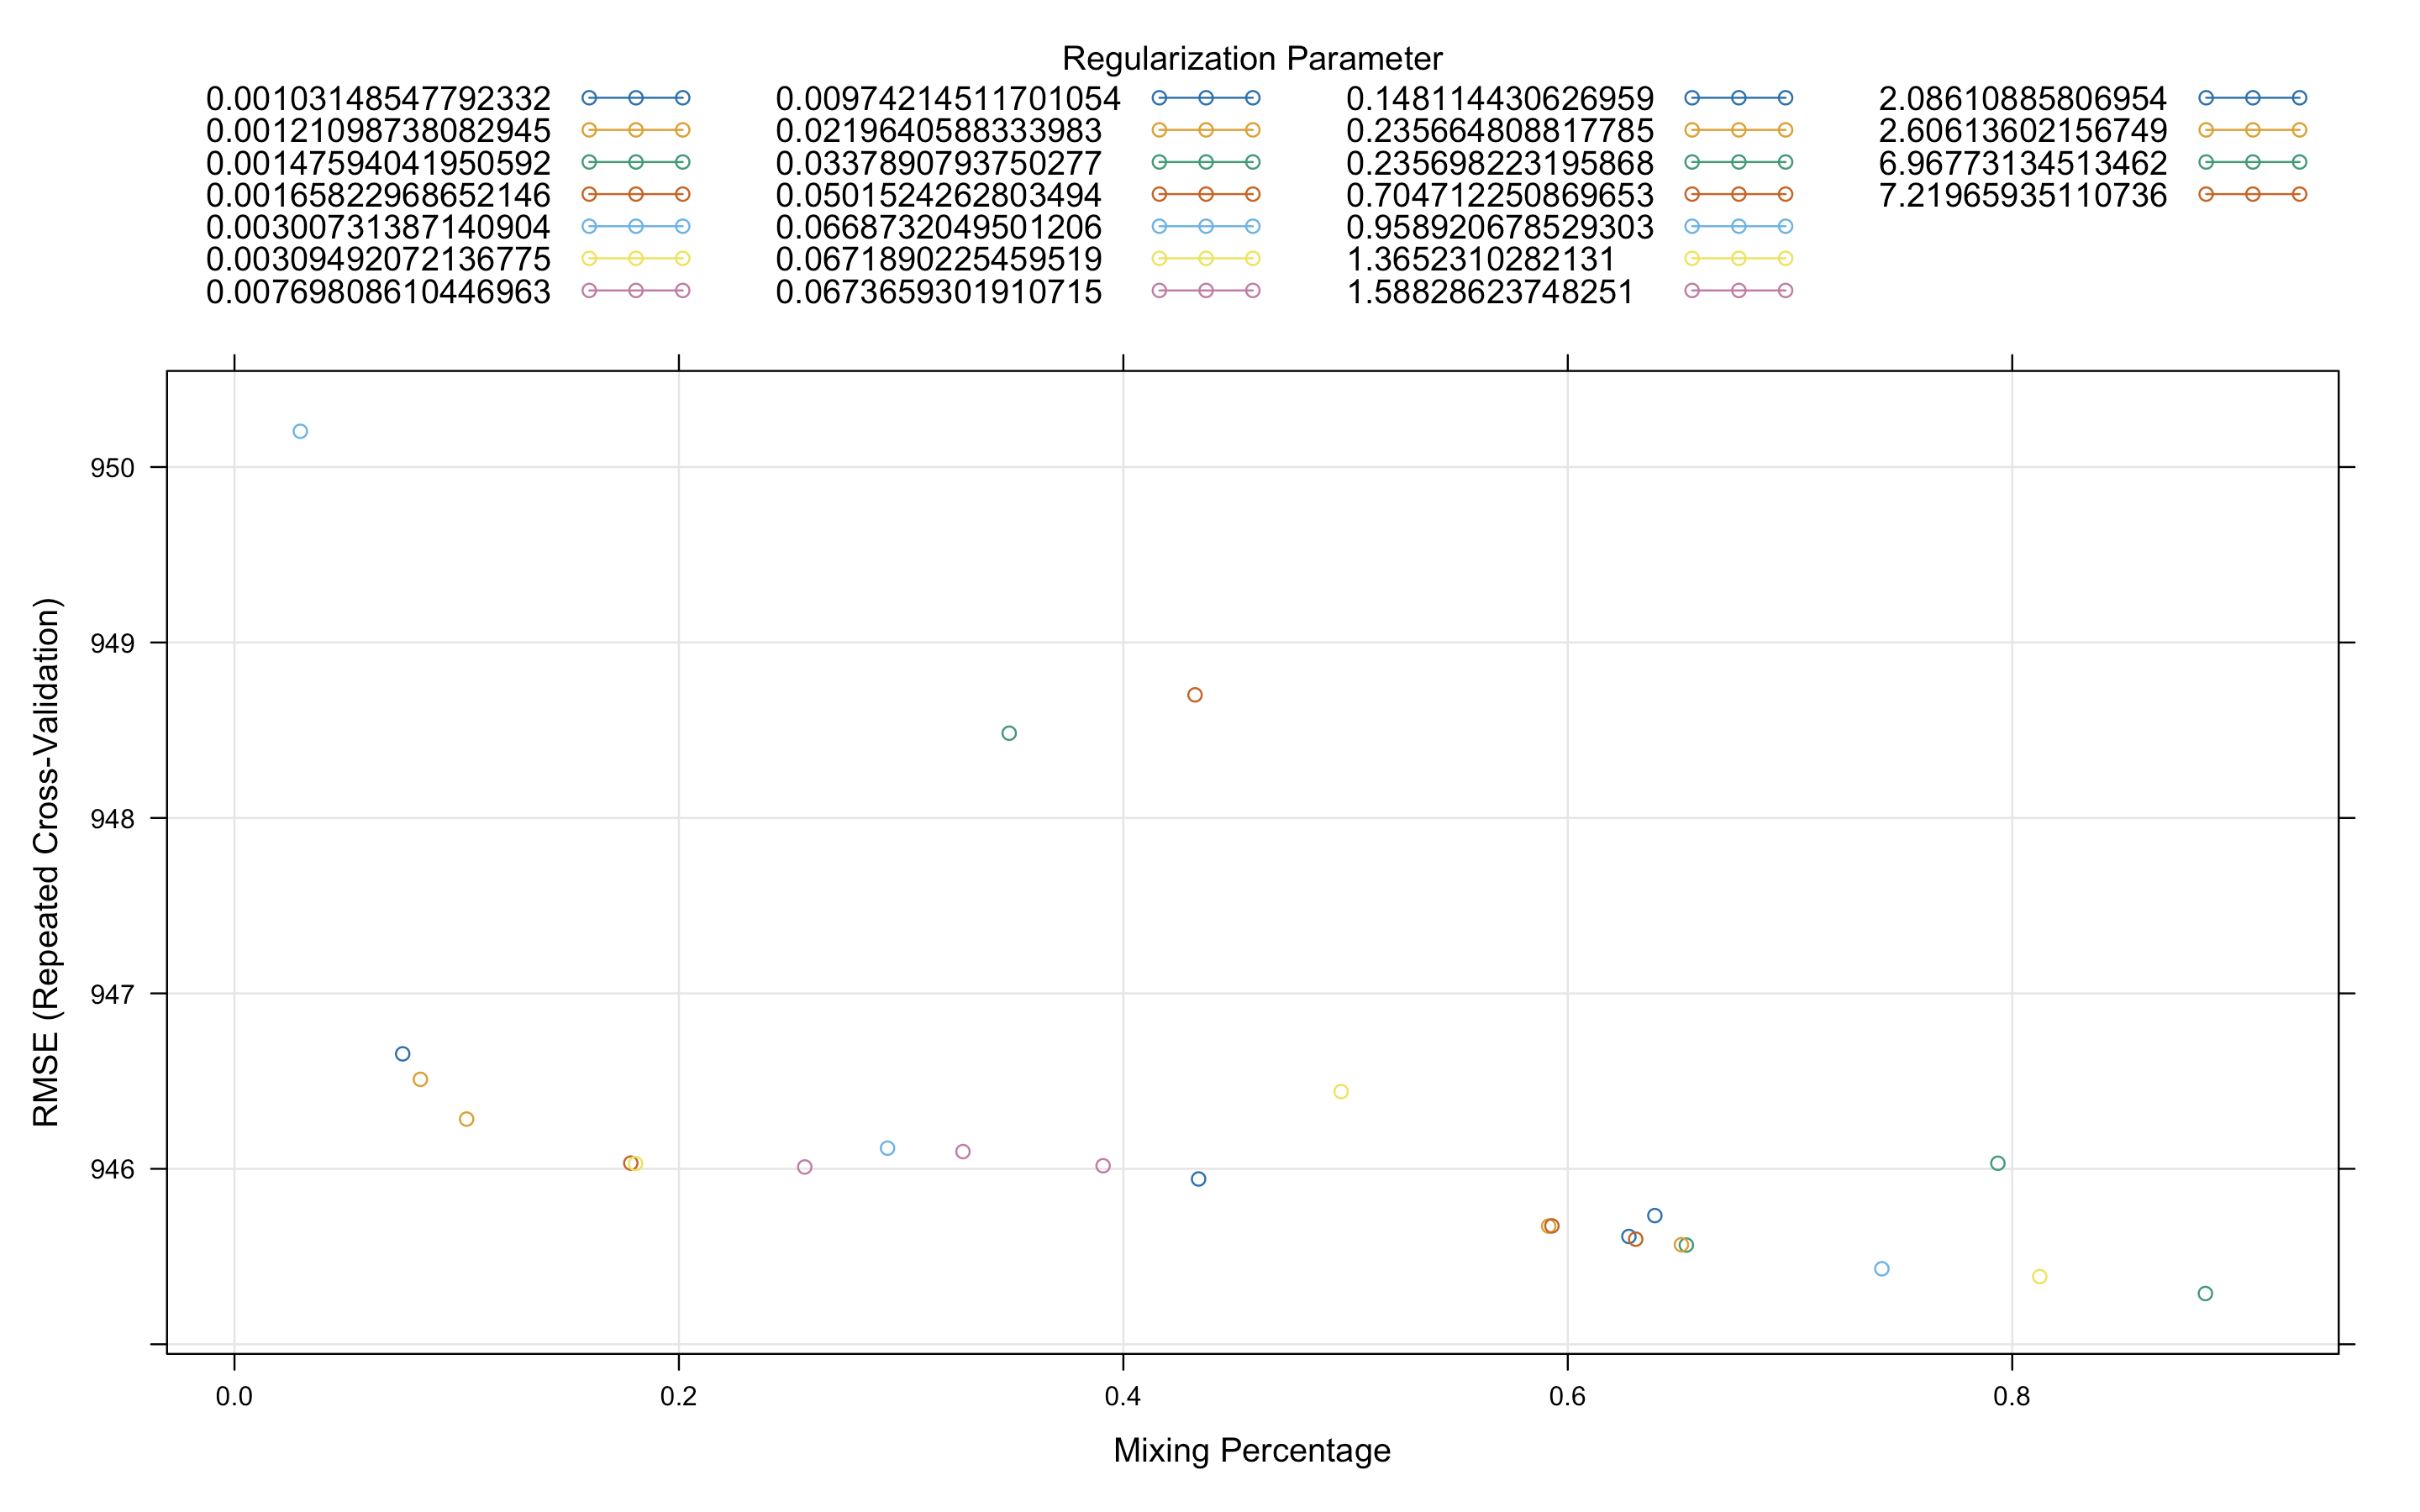 Regularization Parameter
0.00103148547792332 0.00974214511701054 0.148114430626959 2.08610885806954
0.00121098738082945 0.0219640588333983 0.235664808817785 2.60613602156749
0.00147594041950592 0.0337890793750277 0.235698223195868 6.96773134513462
0.00165822968652146 0.0501524262803494 0.704712250869653 7.21965935110736
0.00300731387140904 0.0668732049501206 0.958920678529303
0.00309492072136775 0.0671890225459519 1.3652310282131
0.00769808610446963 0.0673659301910715 1.58828623748251
950
949
948
947
946
RMSE (Repeated Cross-Validation)
0.0 0.2 0.4 0.6 0.8
Mixing Percentage